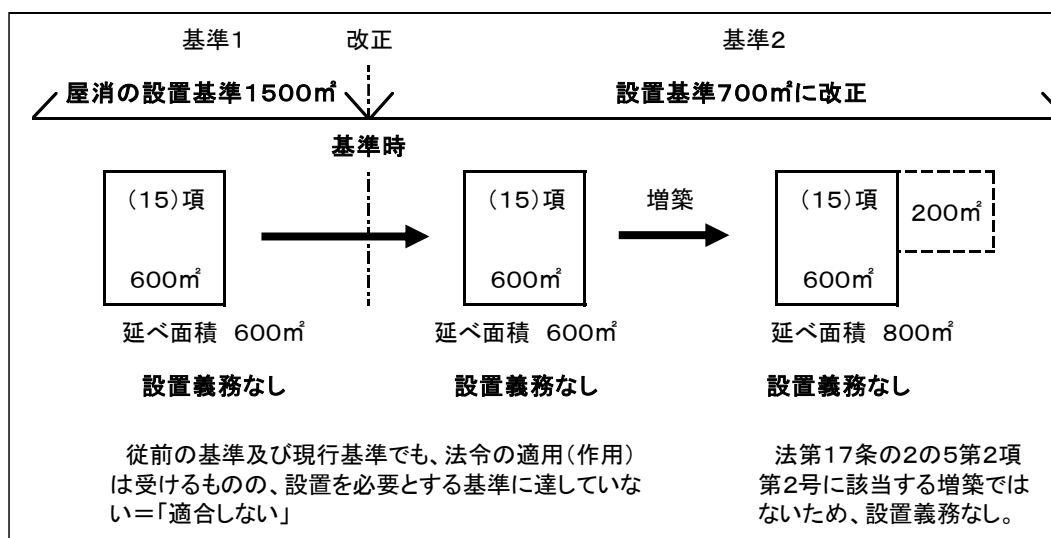 基準1 改正 基準2
屋消の設置基準1500㎡ 設置基準700㎡に改正
基準時
(15)項 (15)項 増築 (15)項 200㎡
600㎡ 600㎡ 600㎡
延べ面積 600㎡ 延べ面積 600㎡ 延べ面積 800㎡
設置義務なし 設置義務なし 設置義務なし
従前の基準及び現行基準でも、法令の適用(作用)
は受けるものの、設置を必要とする基準に達していな
い=「適合しない」
法第17条の2の5第2項
第2号に該当する増築では
ないため、設置義務なし。